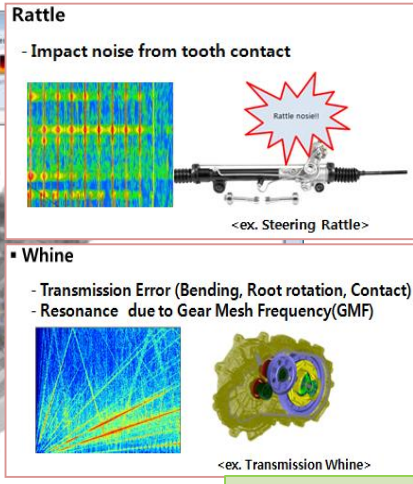 Rattle
- Impact noise from tooth contact
Rattle nosie!!
<ex. Steering Rattle>
▪ Whine
- Transmission Error (Bending, Root rotation, Contact)
- Resonance due to Gear Mesh Frequency(GMF)
<ex. Transmission Whine>